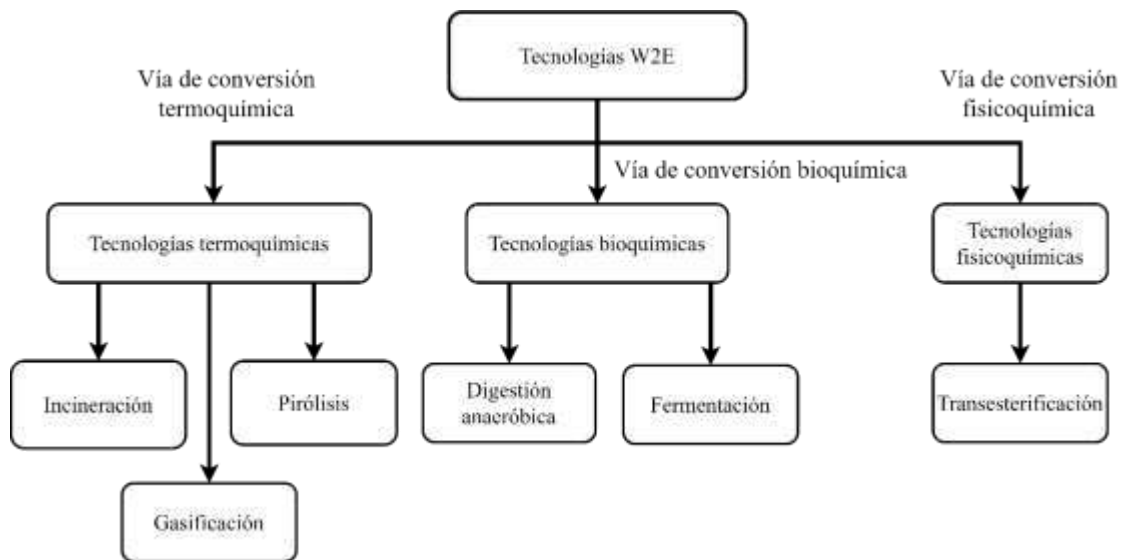 Tecnologías W2E
Vía de conversión
termoquímica
Vía de conversión
fisicoquímica
Vía de conversión bioquímica
Tecnologías termoquímicas
Tecnologías bioquímicas
Tecnologías
fisicoquímicas
Incineración
Pirólisis
Digestión
anaeróbica
Fermentación
Transesterificación
Gasificación